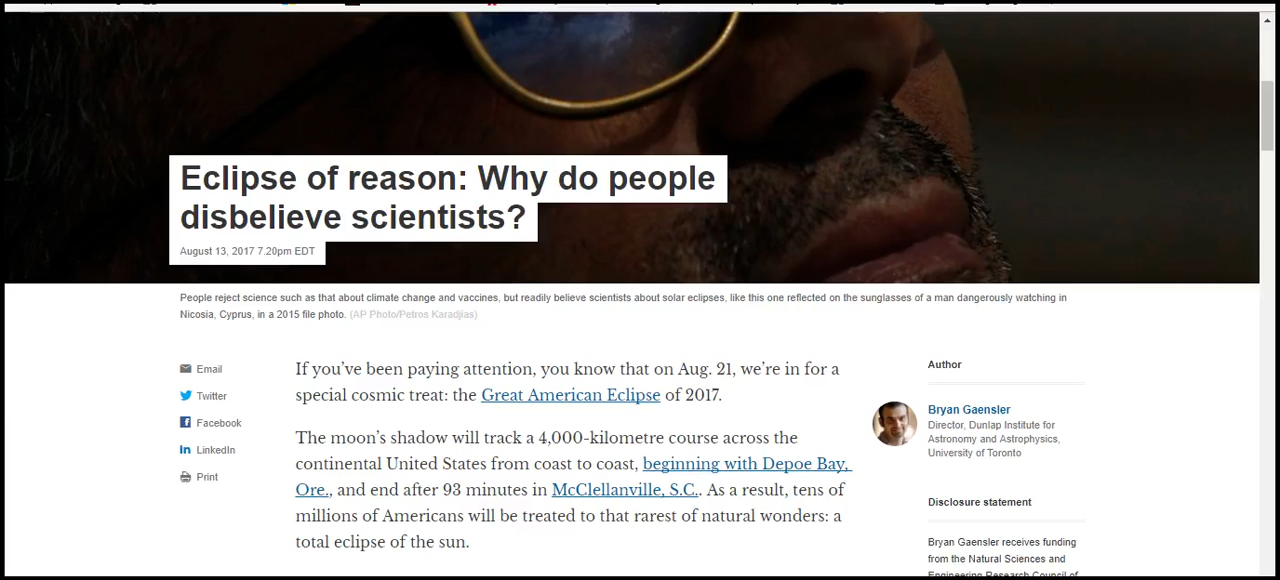 Eclipse of reason: Why do people
disbelieve scientists?
August 13, 2017 7.20pm EDT
People reject science such as that about climate change and vaccines, but readily believe scientists about solar eclipses, like this one reflected on the sunglasses of a man dangerously watching in
Nicosia, Cyprus, in a 2015 file photo. (AP Photo/Petros Karadjias)
Email
Twitter
Facebook
LinkedIn
Print
If you’ve been paying attention, you know that on Aug. 21, we’re in for a
special cosmic treat: the Great American Eclipse of 2017.
The moon’s shadow will track a 4,000-kilometre course across the
continental United States from coast to coast, beginning with Depoe Bay,
Ore., and end after 93 minutes in McClellanville, S.C.. As a result, tens of
millions of Americans will be treated to that rarest of natural wonders: a
total eclipse of the sun.
Author
Bryan Gaensler
Director, Dunlap Institute for
Astronomy and Astrophysics,
University of Toronto
Disclosure statement
Bryan Gaensler receives funding
from the Natural Sciences and
Engineering Research Council of